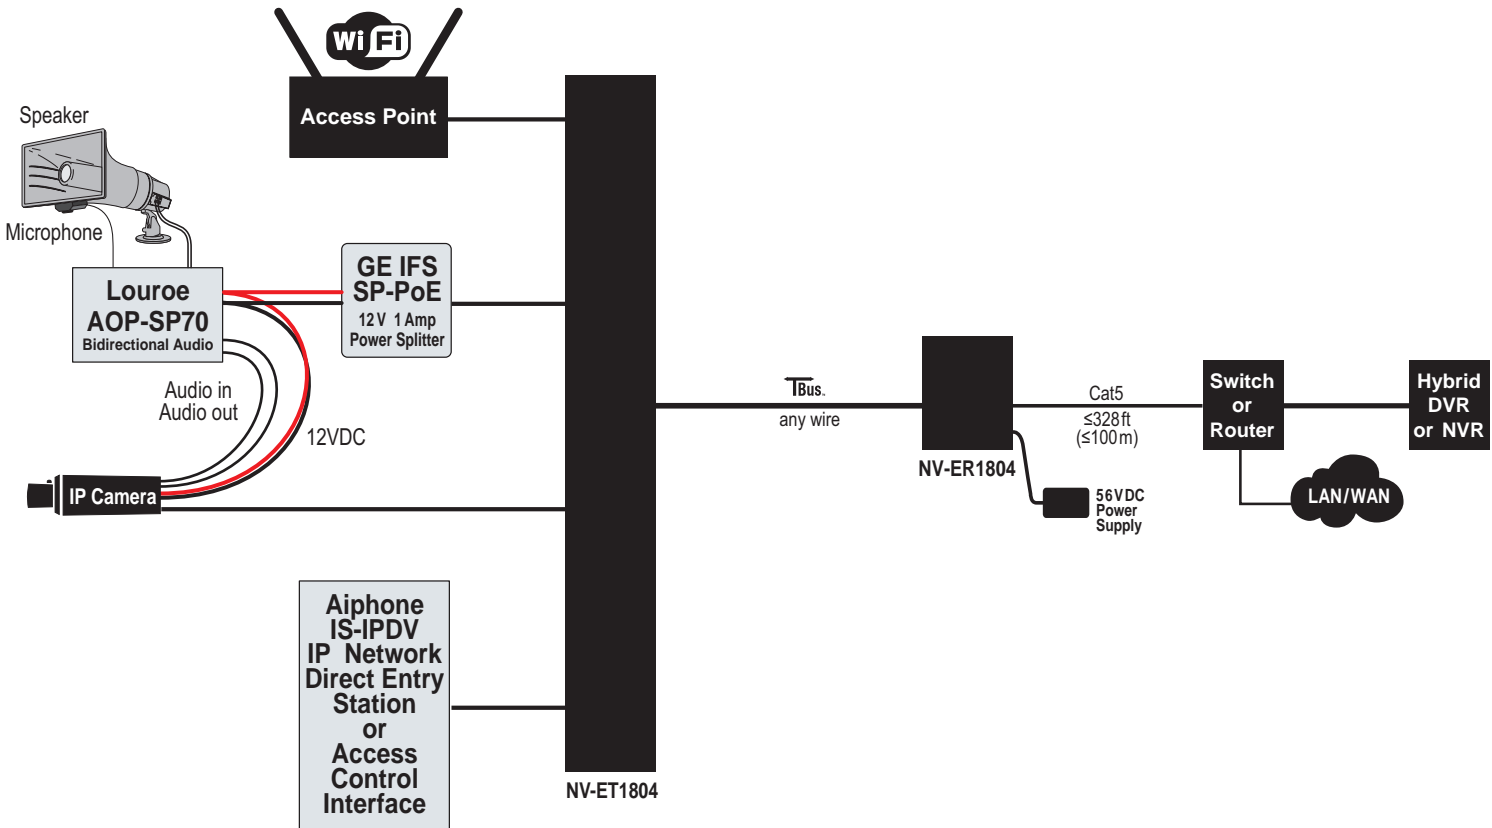 WiFi
Access Point
Speaker
Microphone
Louroe
AOP-SP70
Bidirectional Audio
GE IFS
SP-PoE
12 V 1 Amp
Power Splitter
Audio in
Audio out
12VDC
IP Camera
Aiphone
IS-IPDV
IP Network
Direct Entry
Station
or
Access
Control
Interface
NV-ET1804
TBus™
any wire
NV-ER1804
56VDC
Power
Supply
Cat5
≤328ft
(≤100m)
Switch
or
Router
LAN/WAN
Hybrid
DVR
or NVR